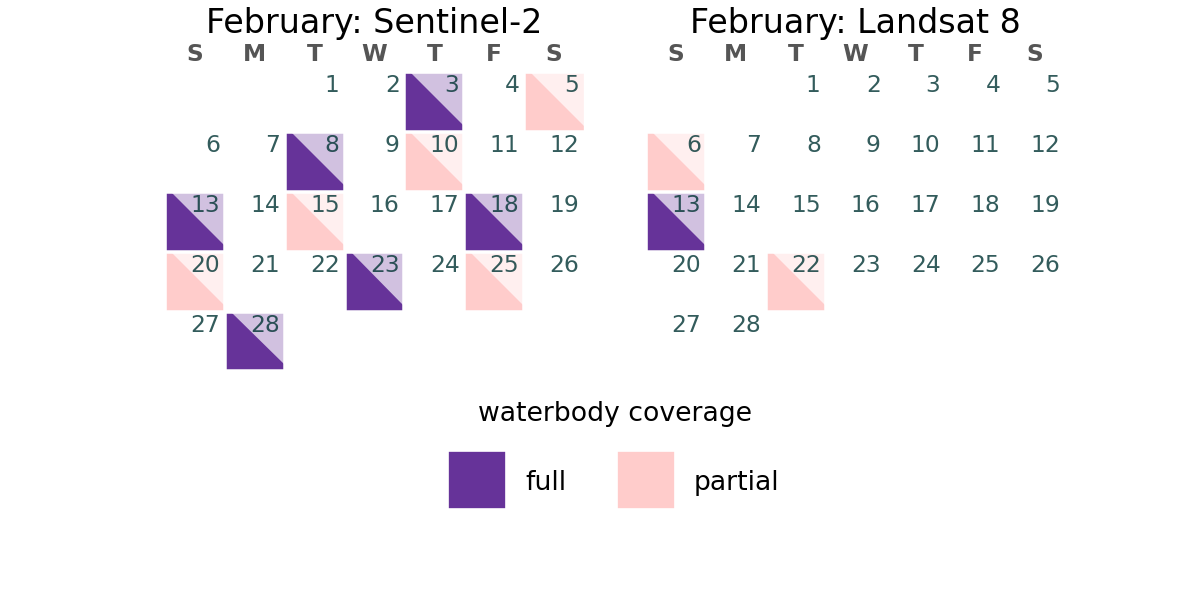 February: Sentinel-2
S M T W T F S
1 2 3 4 5
6 7 8 9 10 11 12
13 14 15 16 17 18 19
20 21 22 23 24 25 26
27 28
February: Landsat 8
S M T W T F S
1 2 3 4 5
6 7 8 9 10 11 12
13 14 15 16 17 18 19
20 21 22 23 24 25 26
27 28
waterbody coverage
full partial